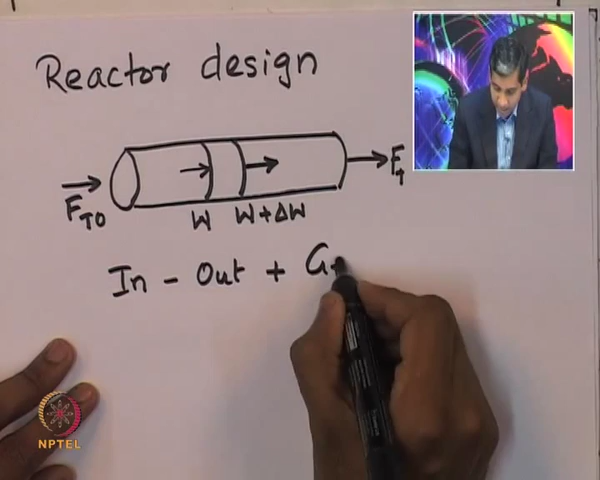 Reactor design
F_T0 F_T
W W+ΔW
In - Out + G
NPTEL